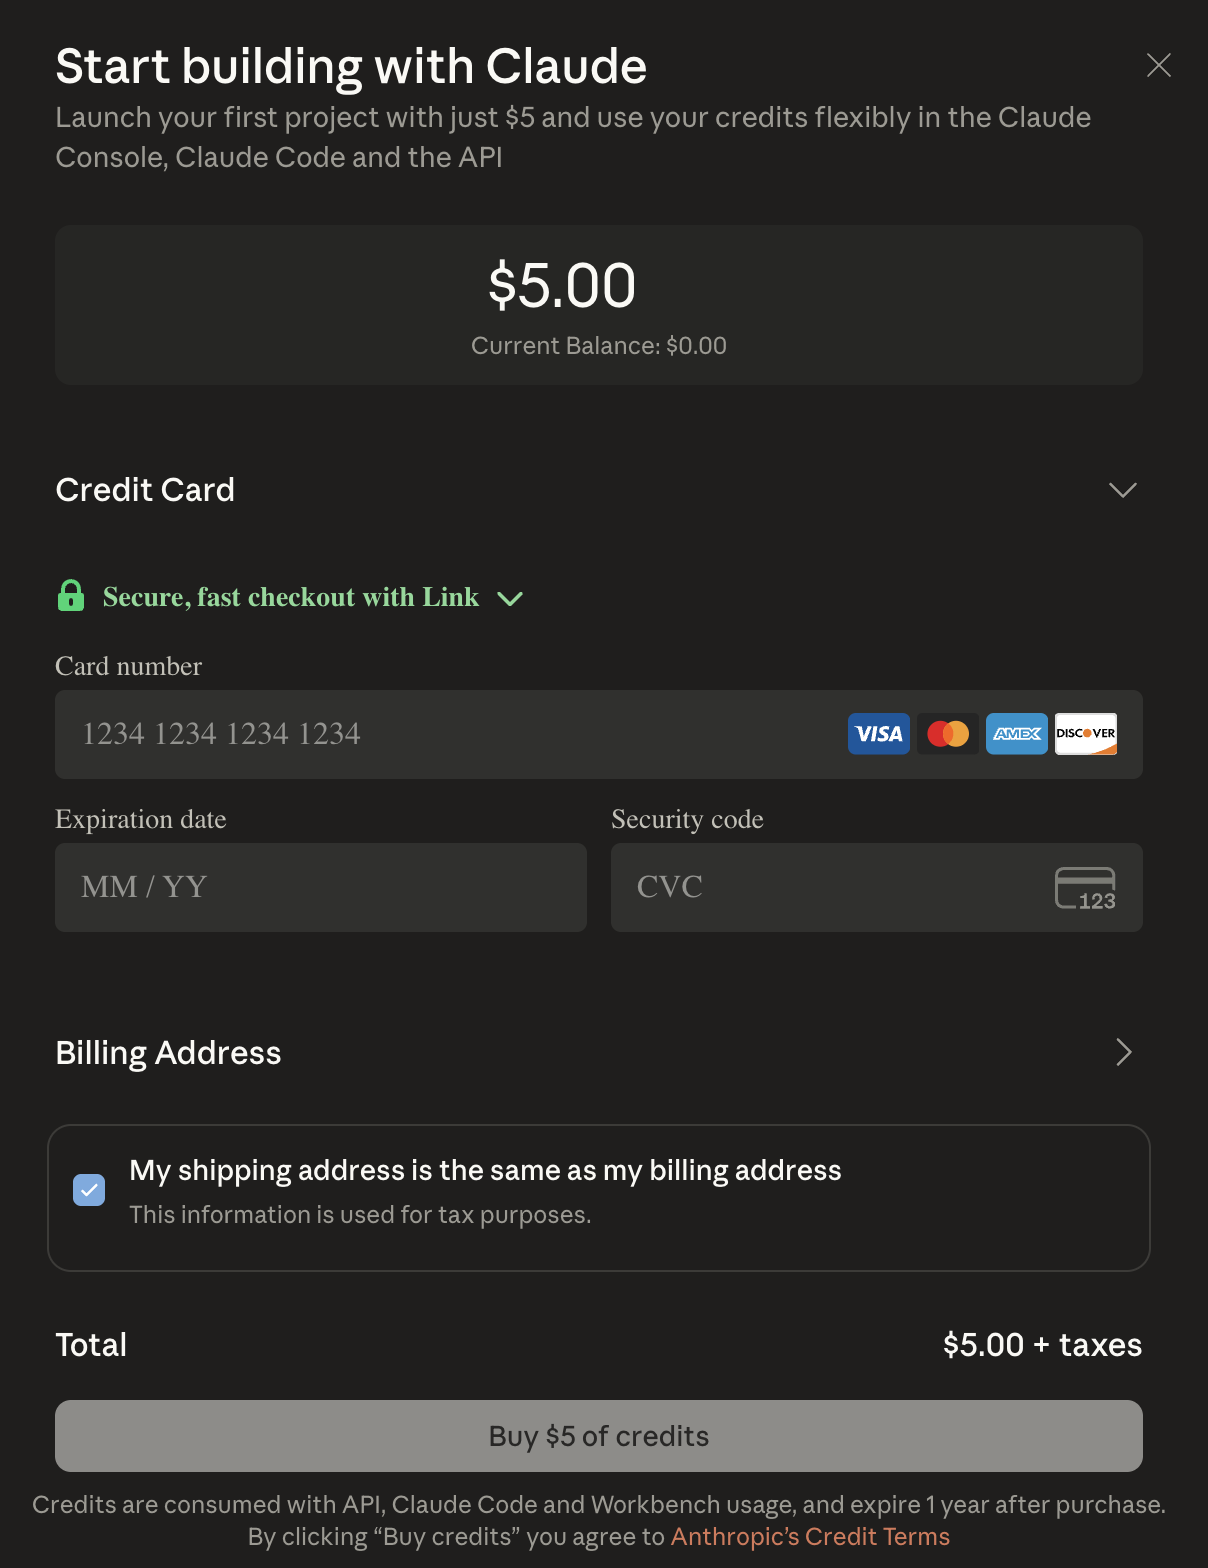 Start building with Claude
Launch your first project with just $5 and use your credits flexibly in the Claude
Console, Claude Code and the API
$5.00
Current Balance: $0.00
Credit Card
Secure, fast checkout with Link
Card number
1234 1234 1234 1234
VISA
AMEX
DISCOVER
Expiration date
Security code
MM / YY
CVC
123
Billing Address
My shipping address is the same as my billing address
This information is used for tax purposes.
Total
$5.00 + taxes
Buy $5 of credits
Credits are consumed with API, Claude Code and Workbench usage, and expire 1 year after purchase.
By clicking “Buy credits” you agree to Anthropic’s Credit Terms